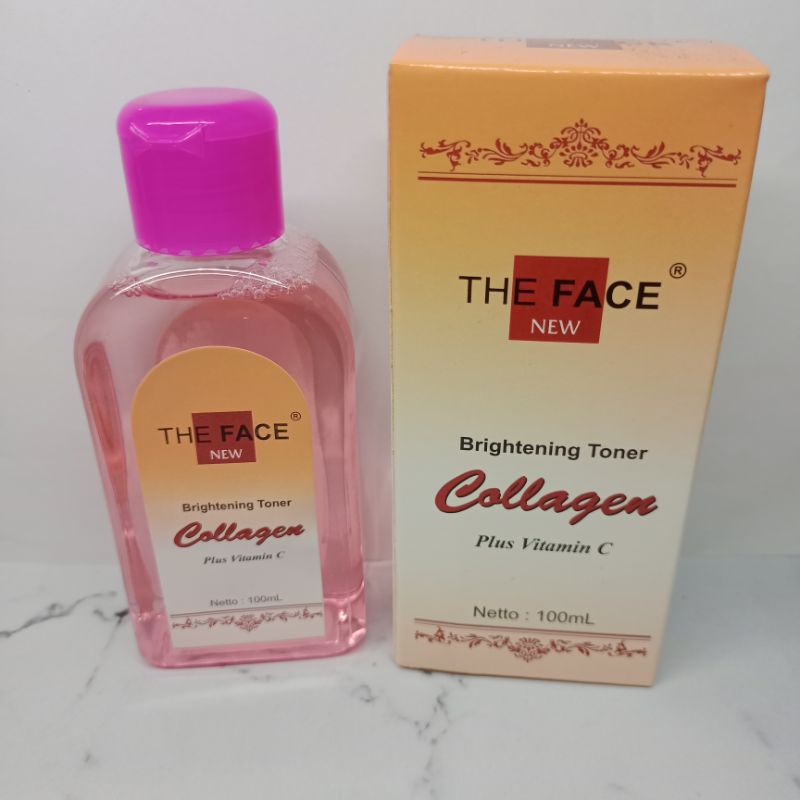 THE FACE ®
NEW
Brightening Toner
Collagen
Plus Vitamin C
Netto : 100mL
NEW
THE FACE ®
NEW
Brightening Toner
Collagen
Plus Vitamin C
Netto : 100mL